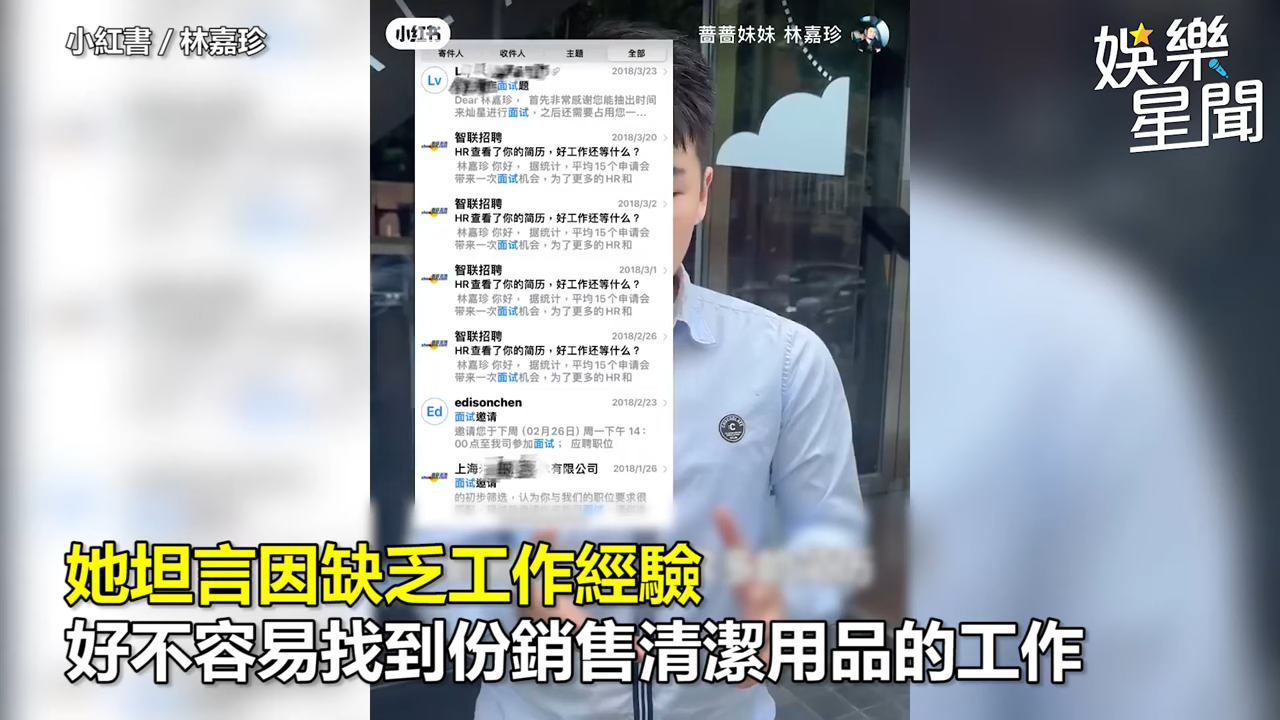 小紅書 / 林嘉珍
小红书
薔薔妹妹 林嘉珍
娛樂
星聞
寄件人 收件人 主題 全部
Lv
2018/3/23
面试题
Dear 林嘉珍， 首先非常感谢您能抽出时间
来灿星进行面试，之后还需要占用您一...
智联招聘 2018/3/20
HR查看了你的简历，好工作还等什么？
林嘉珍 你好， 据统计，平均15个申请会
带来一次面试机会，为了更多的HR和
智联招聘 2018/3/2
HR查看了你的简历，好工作还等什么？
林嘉珍 你好， 据统计，平均15个申请会
带来一次面试机会，为了更多的HR和
智联招聘 2018/3/1
HR查看了你的简历，好工作还等什么？
林嘉珍 你好， 据统计，平均15个申请会
带来一次面试机会，为了更多的HR和
智联招聘 2018/2/26
HR查看了你的简历，好工作还等什么？
林嘉珍 你好， 据统计，平均15个申请会
带来一次面试机会，为了更多的HR和
Ed
edisonchen 2018/2/23
面试邀请
邀请您于下周 (02月26日) 周一下午 14：
00点至我司参加面试； 应聘职位
上海 有限公司 2018/1/26
面试邀请
的初步筛选，认为你与我们的职位要求很
她坦言因缺乏工作經驗
好不容易找到份銷售清潔用品的工作